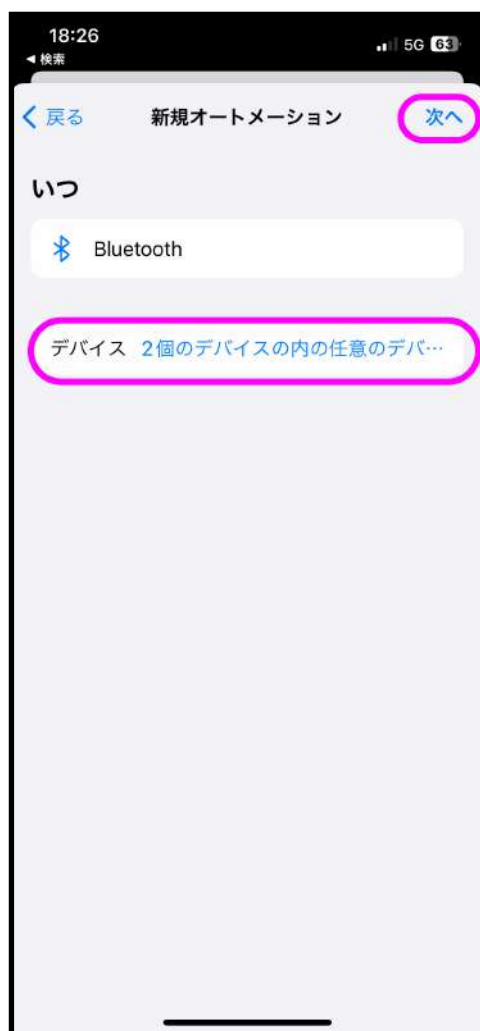 18:26
5G 63
◀ 検索
戻る 新規オートメーション 次へ
いつ
Bluetooth
デバイス 2個のデバイスの内の任意のデバ…